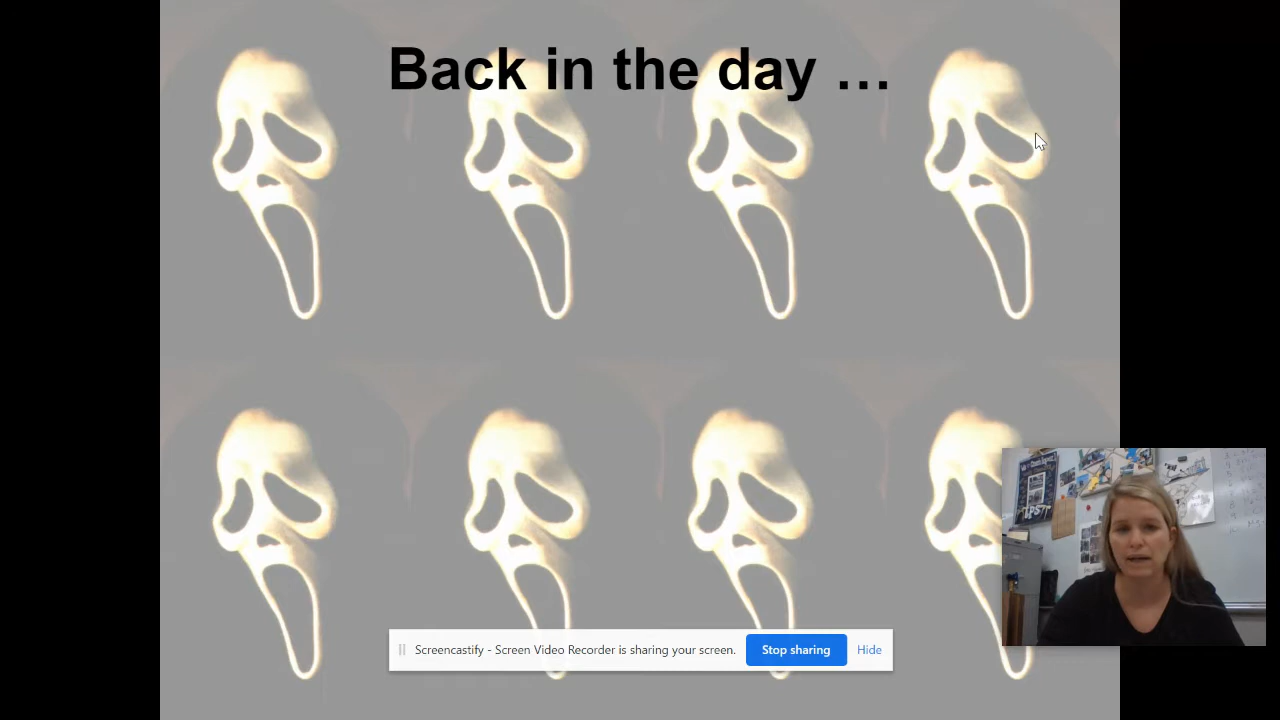 Back in the day …
Screencastify - Screen Video Recorder is sharing your screen.
Stop sharing
Hide